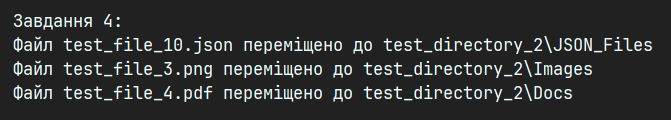 Завдання 4:
Файл test_file_10.json переміщено до test_directory_2\JSON_Files
Файл test_file_3.png переміщено до test_directory_2\Images
Файл test_file_4.pdf переміщено до test_directory_2\Docs